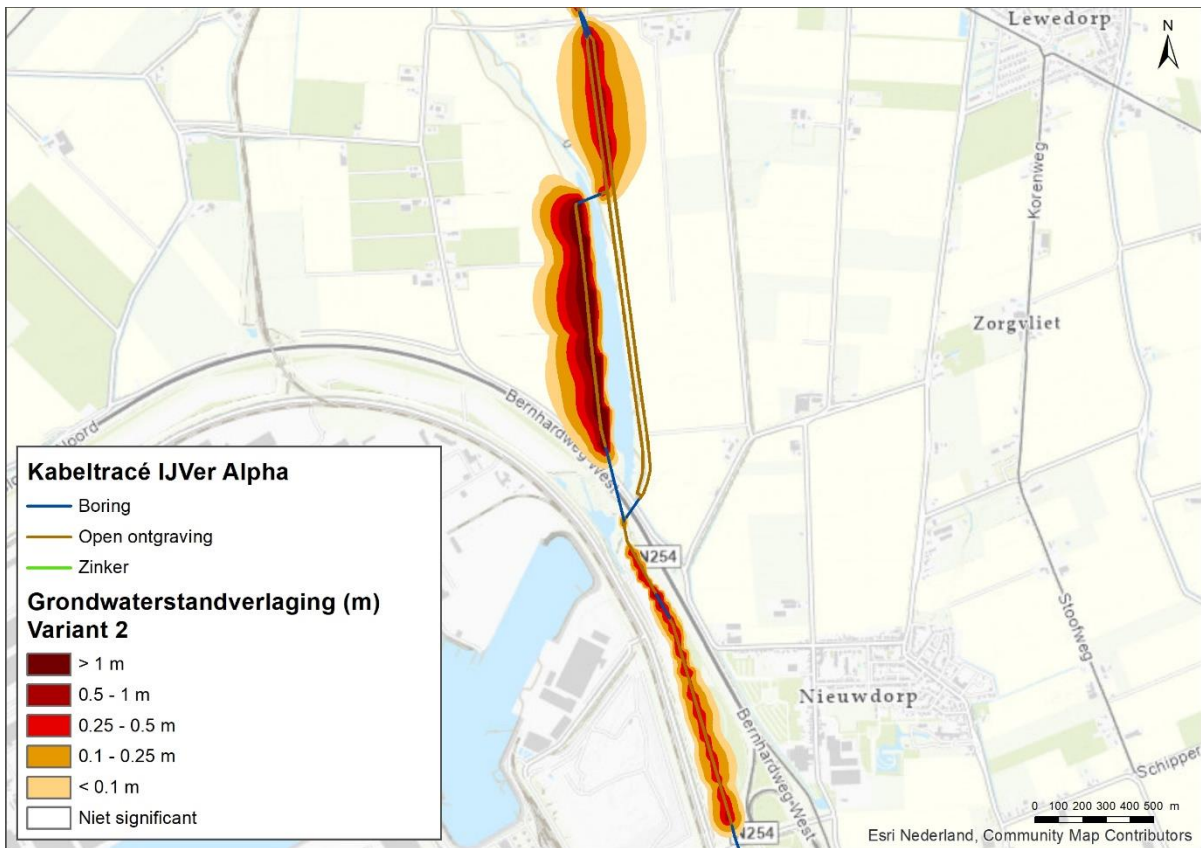 Lewedorp
N
Korenweg
Zorgvliet
Bernhardweg-West
Noord
Kabeltracé IJVer Alpha
Boring
Open ontgraving
Zinker
Grondwaterstandverlaging (m)
Variant 2
> 1 m
0.5 - 1 m
0.25 - 0.5 m
0.1 - 0.25 m
< 0.1 m
Niet significant
N254
Stoofweg
Nieuwdorp
Bernhardweg-West
Schipper
0 100 200 300 400 500 m
N254
Esri Nederland, Community Map Contributors